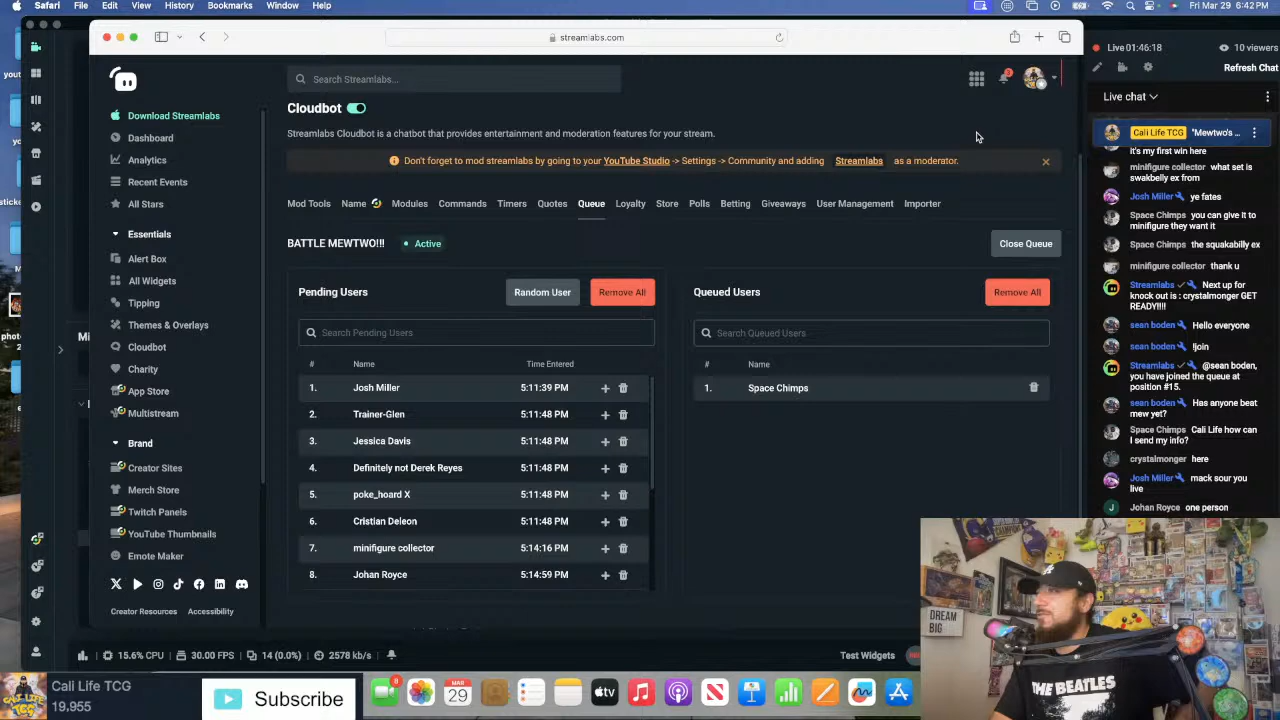 Safari File Edit View History Bookmarks Window Help
Fri Mar 29 6:42 PM
streamlabs.com
Search Streamlabs...
Download Streamlabs
Dashboard
Analytics
Recent Events
All Stars
Essentials
Alert Box
All Widgets
Tipping
Themes & Overlays
Cloudbot
Charity
App Store
Multistream
Brand
Creator Sites
Merch Store
Twitch Panels
YouTube Thumbnails
Emote Maker
Creator Resources Accessibility
Cloudbot
Streamlabs Cloudbot is a chatbot that provides entertainment and moderation features for your stream.
Don't forget to mod streamlabs by going to your YouTube Studio -> Settings -> Community and adding Streamlabs as a moderator.
Mod Tools Name Modules Commands Timers Quotes Queue Loyalty Store Polls Betting Giveaways User Management Importer
BATTLE MEWTWO!!! Active
Close Queue
Pending Users Random User Remove All
Search Pending Users
# Name Time Entered
1. Josh Miller 5:11:39 PM
2. Trainer-Glen 5:11:48 PM
3. Jessica Davis 5:11:48 PM
4. Definitely not Derek Reyes 5:11:48 PM
5. poke_hoard X 5:11:48 PM
6. Cristian Deleon 5:11:48 PM
7. minifigure collector 5:14:16 PM
8. Johan Royce 5:14:59 PM
Queued Users Remove All
Search Queued Users
# Name
1. Space Chimps
Live 01:46:18 10 viewers
Refresh Chat
Live chat
Cali Life TCG "Mewtwo's ...
it's my first win here
minifigure collector what set is
swakbelly ex from
Josh Miller ye fates
Space Chimps you can give it to
minifigure they want it
Space Chimps the squakabilly ex
minifigure collector thank u
Streamlabs Next up for
knock out is : crystalmonger GET
READY!!!!
sean boden Hello everyone
sean boden !join
Streamlabs @sean boden,
you have joined the queue at
position #15.
sean boden Has anyone beat
mew yet?
Space Chimps Cali Life how can
I send my info?
crystalmonger here
Josh Miller mack sour you
live
J Johan Royce one person
15.6% CPU 30.00 FPS 14 (0.0%) 2578 kb/s
Test Widgets
Cali Life TCG
19,955
Subscribe
8
MAR
29
DREAM
BIG
THE BEATLES